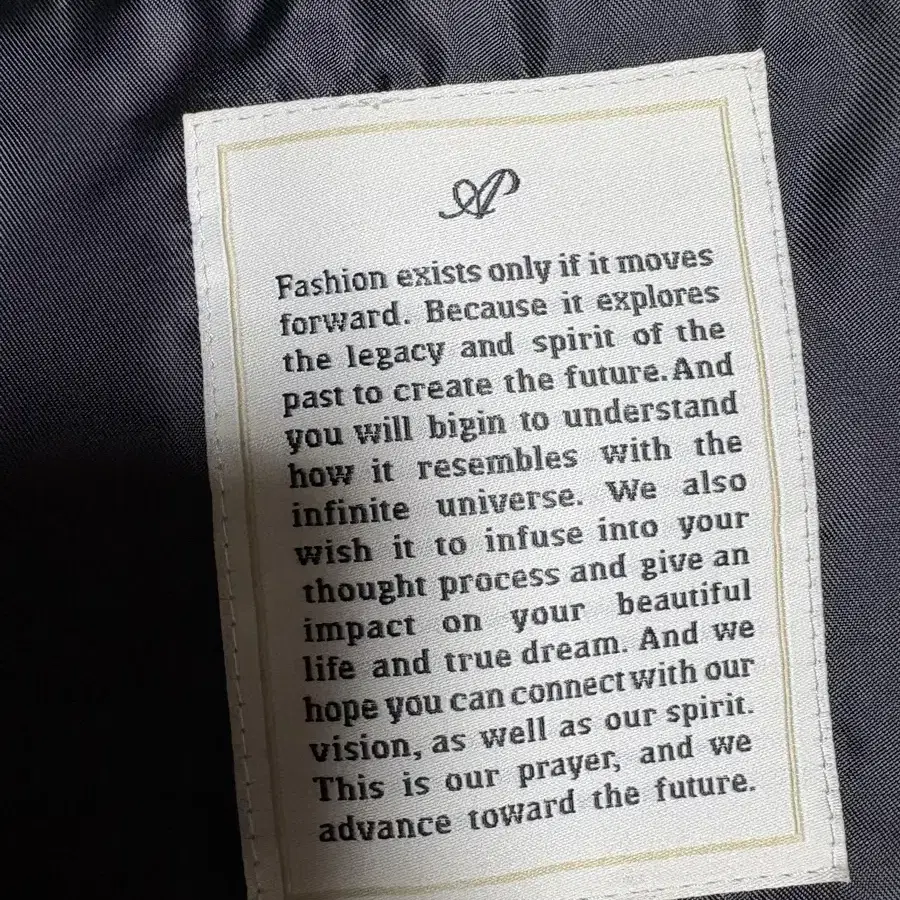 AP
Fashion exists only if it moves
forward. Because it explores
the legacy and spirit of the
past to create the future. And
you will bigin to understand
how it resembles with the
infinite universe. We also
wish it to infuse into your
thought process and give an
impact on your beautiful
life and true dream. And we
hope you can connect with our
vision, as well as our spirit.
This is our prayer, and we
advance toward the future.